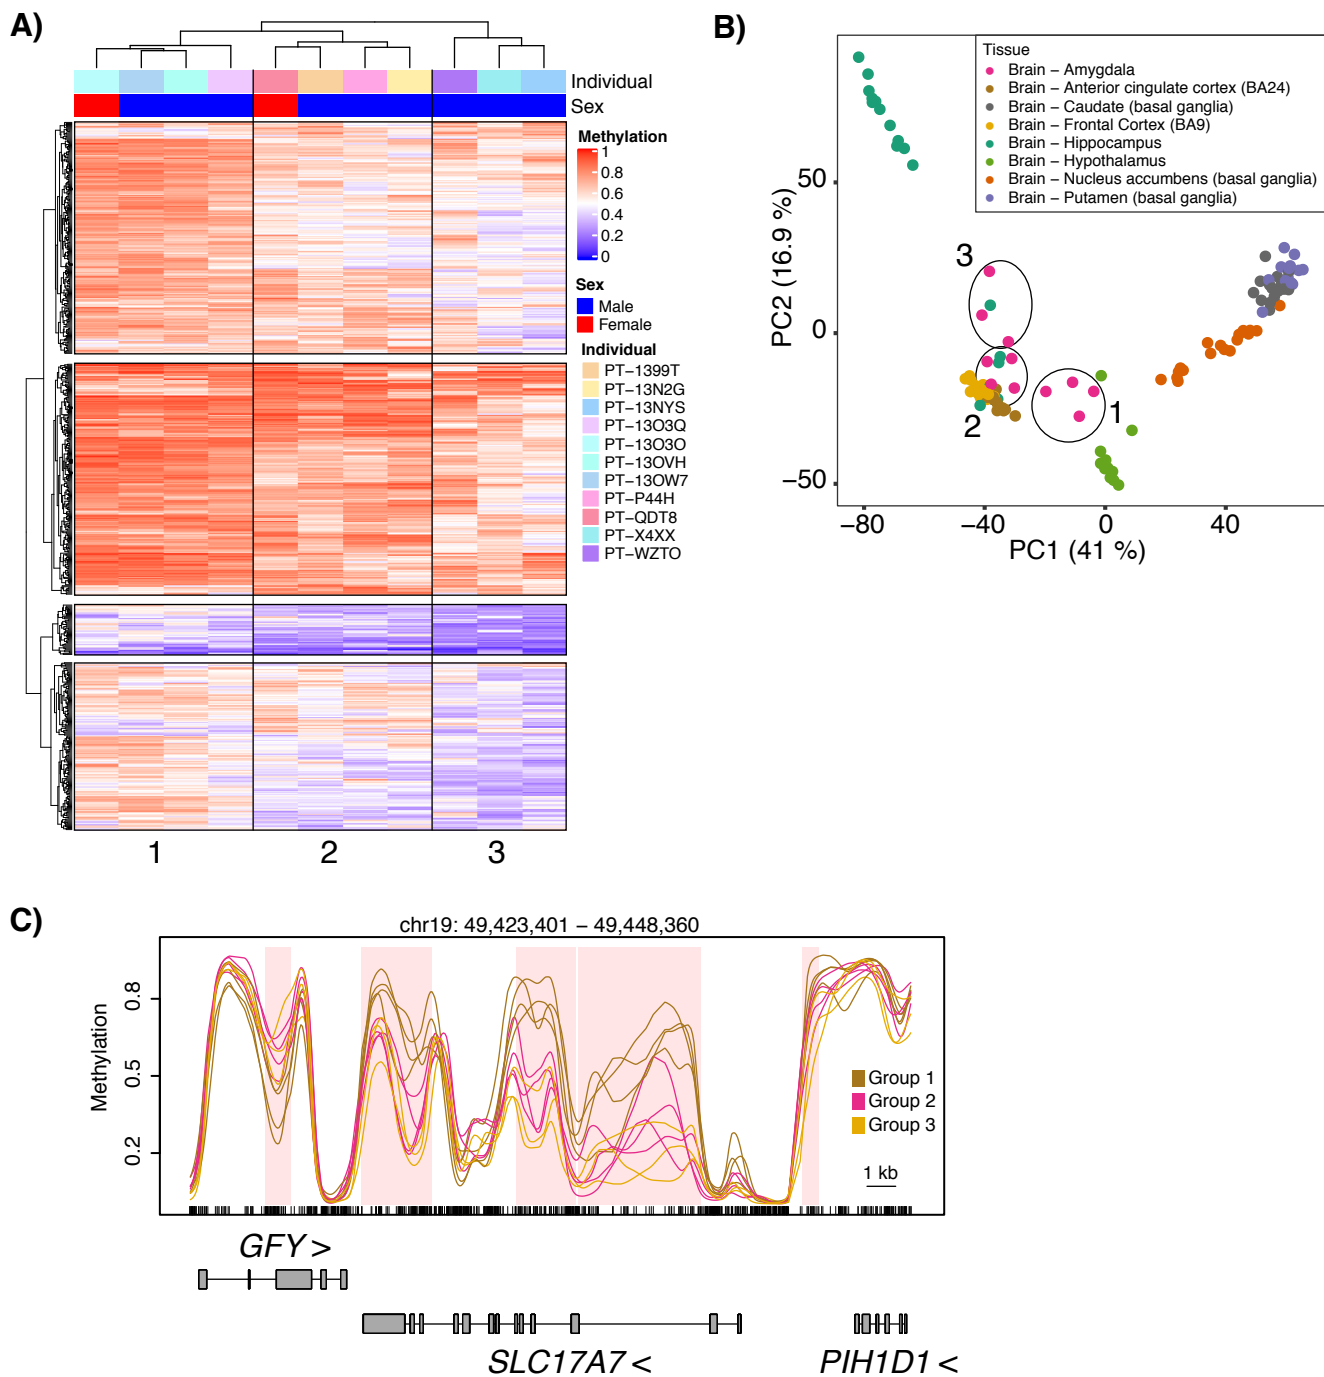 A)
Individual
Sex
Methylation
1
0.8
0.6
0.4
0.2
0
Sex
Male
Female
Individual
PT−1399T
PT−13N2G
PT−13NYS
PT−13O3Q
PT−13O3O
PT−13OVH
PT−13OW7
PT−P44H
PT−QDT8
PT−X4XX
PT−WZTO
1
2
3
B)
Tissue
Brain − Amygdala
Brain − Anterior cingulate cortex (BA24)
Brain − Caudate (basal ganglia)
Brain − Frontal Cortex (BA9)
Brain − Hippocampus
Brain − Hypothalamus
Brain − Nucleus accumbens (basal ganglia)
Brain − Putamen (basal ganglia)
PC2 (16.9 %)
50
0
−50
3
2
1
−80
−40
0
40
PC1 (41 %)
C)
chr19: 49,423,401 − 49,448,360
Methylation
0.8
0.5
0.2
Group 1
Group 2
Group 3
1 kb
GFY >
SLC17A7 <
PIH1D1 <